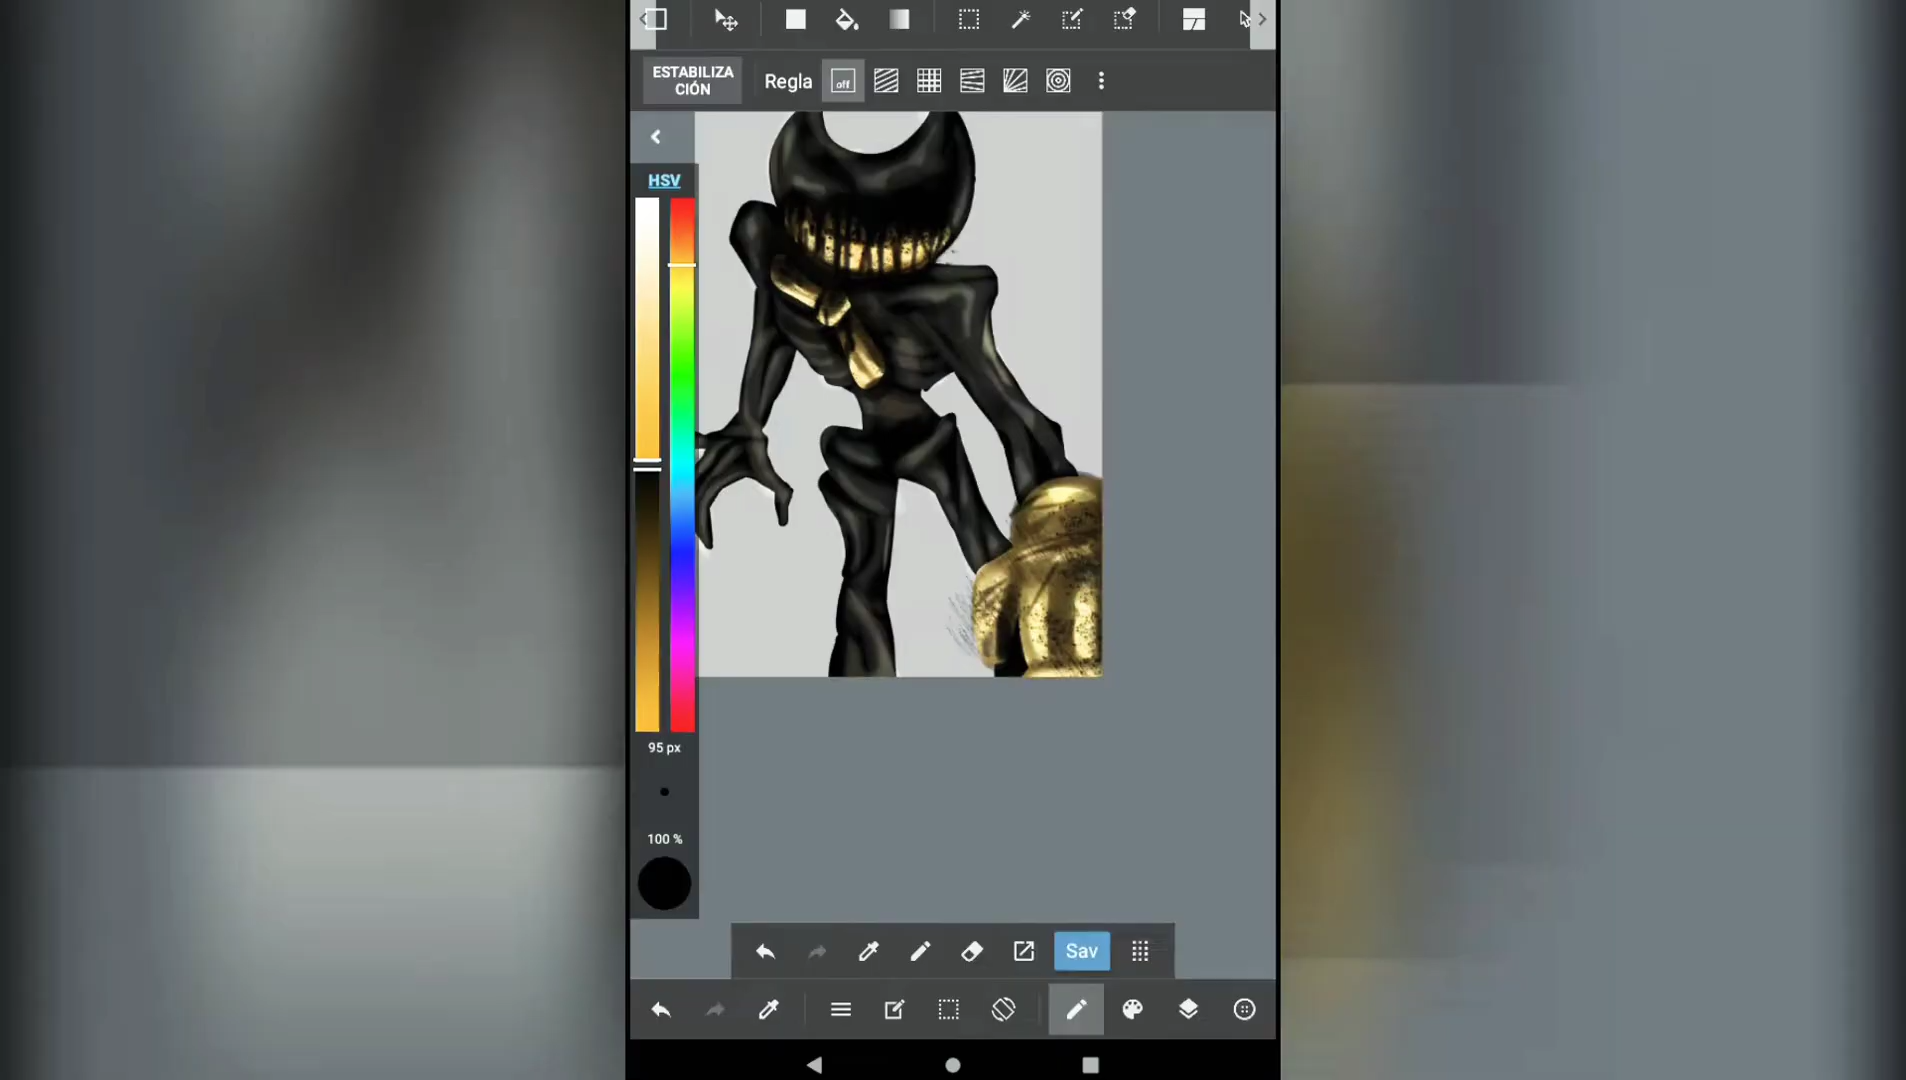 ESTABILIZA
CIÓN
Regla
off
HSV
95 px
100 %
Sav